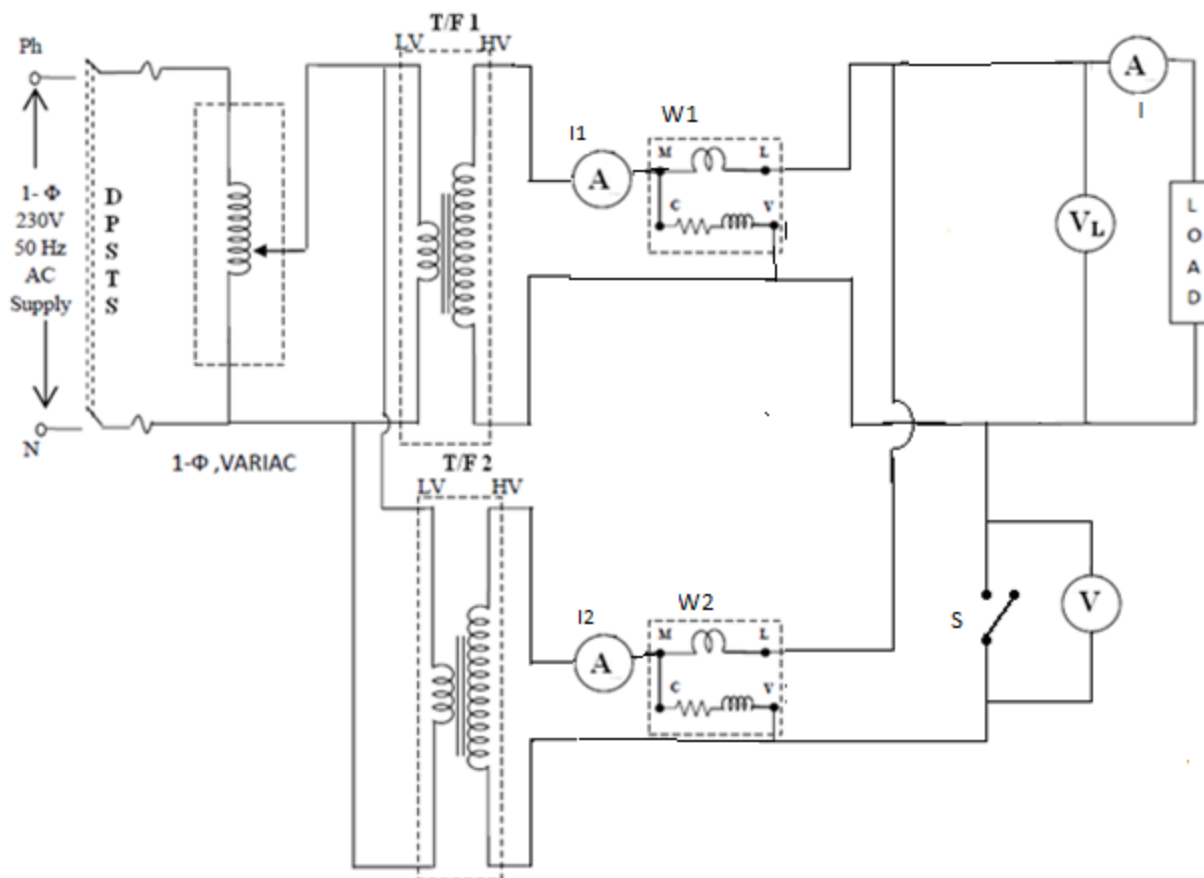 T/F 1
LV HV
Ph
1- Φ
230V
50 Hz
AC
Supply
N
D
P
S
T
S
1-Φ ,VARIAC
I1
A
W1
M L
C V
A
I
V_L
L
O
A
D
T/F 2
LV HV
I2
A
W2
M L
C V
S
V